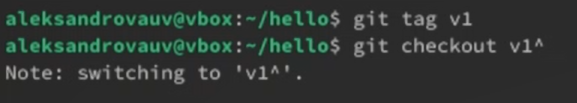 aleksandrovauv@vbox:~/hello$ git tag v1
aleksandrovauv@vbox:~/hello$ git checkout v1^
Note: switching to 'v1^'.